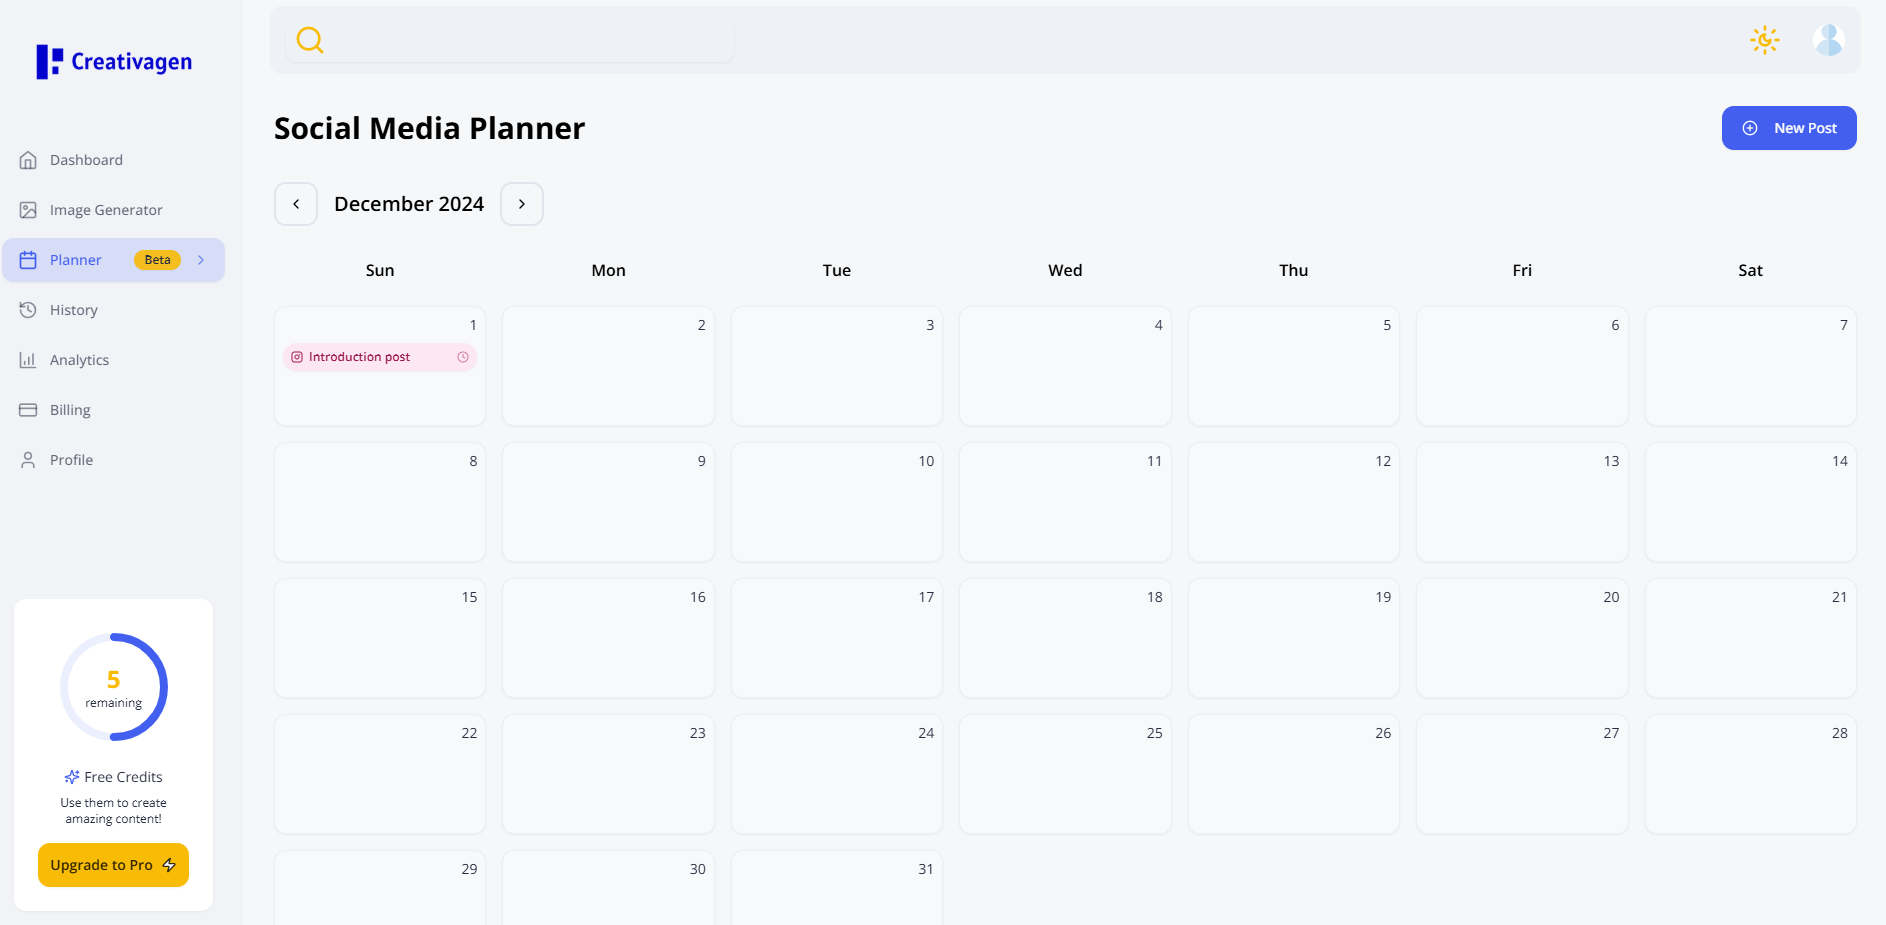 Creativagen
Dashboard
Image Generator
Planner Beta
History
Analytics
Billing
Profile
5
remaining
Free Credits
Use them to create
amazing content!
Upgrade to Pro
Social Media Planner
New Post
December 2024
Sun Mon Tue Wed Thu Fri Sat
1 2 3 4 5 6 7
Introduction post
8 9 10 11 12 13 14
15 16 17 18 19 20 21
22 23 24 25 26 27 28
29 30 31